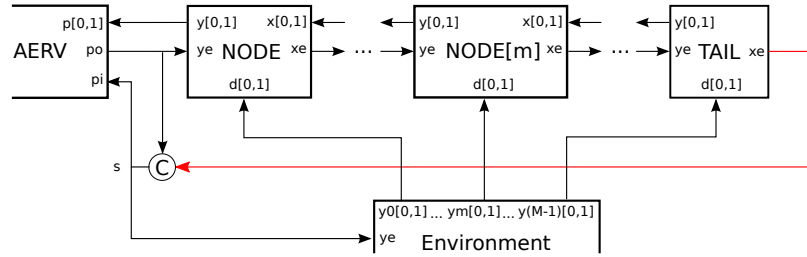 p[0,1] y[0,1] x[0,1] y[0,1] x[0,1] y[0,1]
AERV po ye NODE xe ... ye NODE[m] xe ... ye TAIL xe
pi d[0,1] d[0,1] d[0,1]
s C
y0[0,1] ... ym[0,1] ... y(M-1)[0,1]
ye Environment